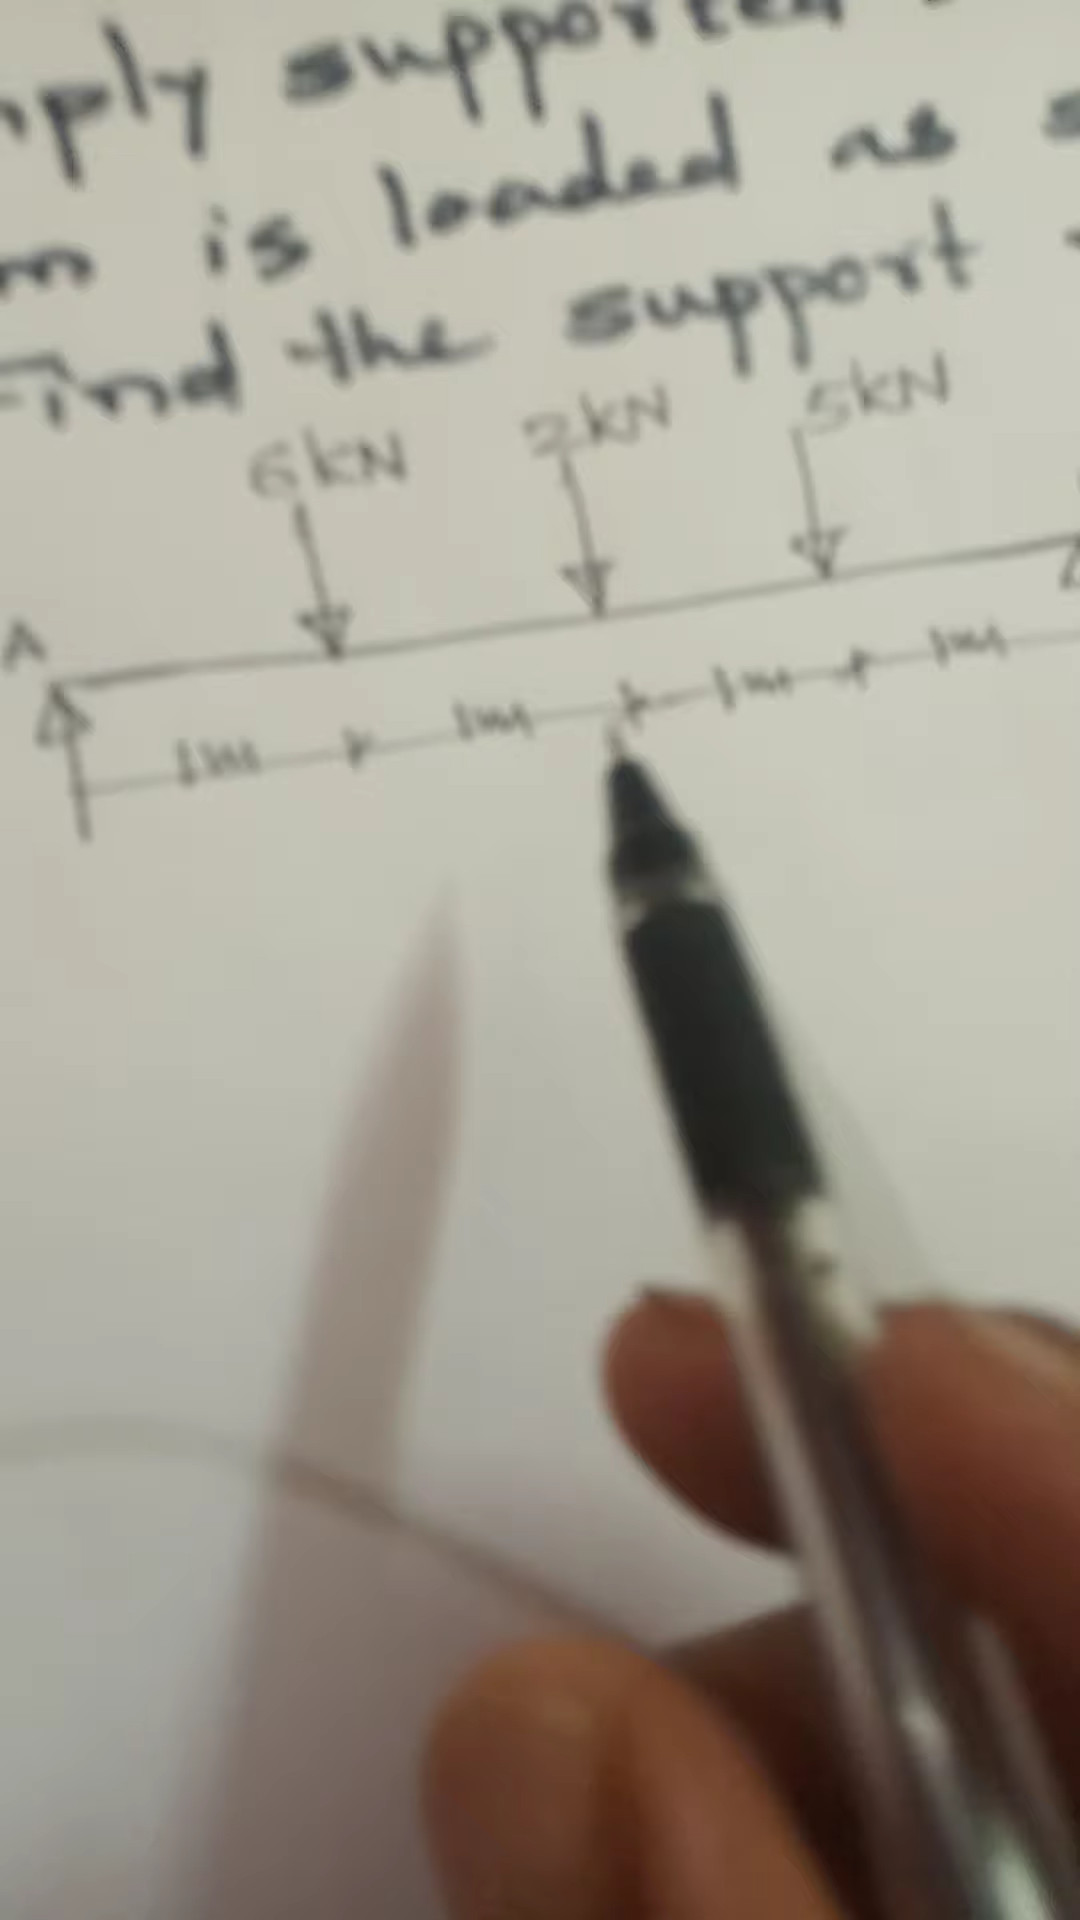 mply supported
m is loaded as s
Find the support
6kN 2kN 5kN
A
1m 1m 1m 1m